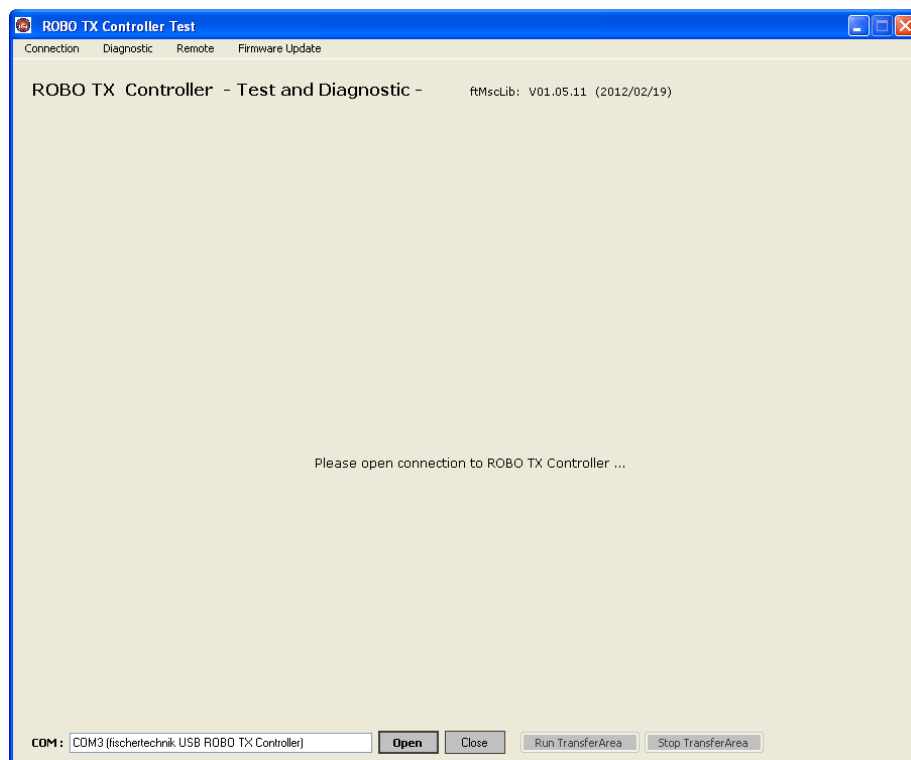 ROBO TX Controller Test
Connection Diagnostic Remote Firmware Update
ROBO TX Controller - Test and Diagnostic - ftMscLib: V01.05.11 (2012/02/19)
Please open connection to ROBO TX Controller ...
COM: COM3 (fischertechnik USB ROBO TX Controller) Open Close Run TransferArea Stop TransferArea